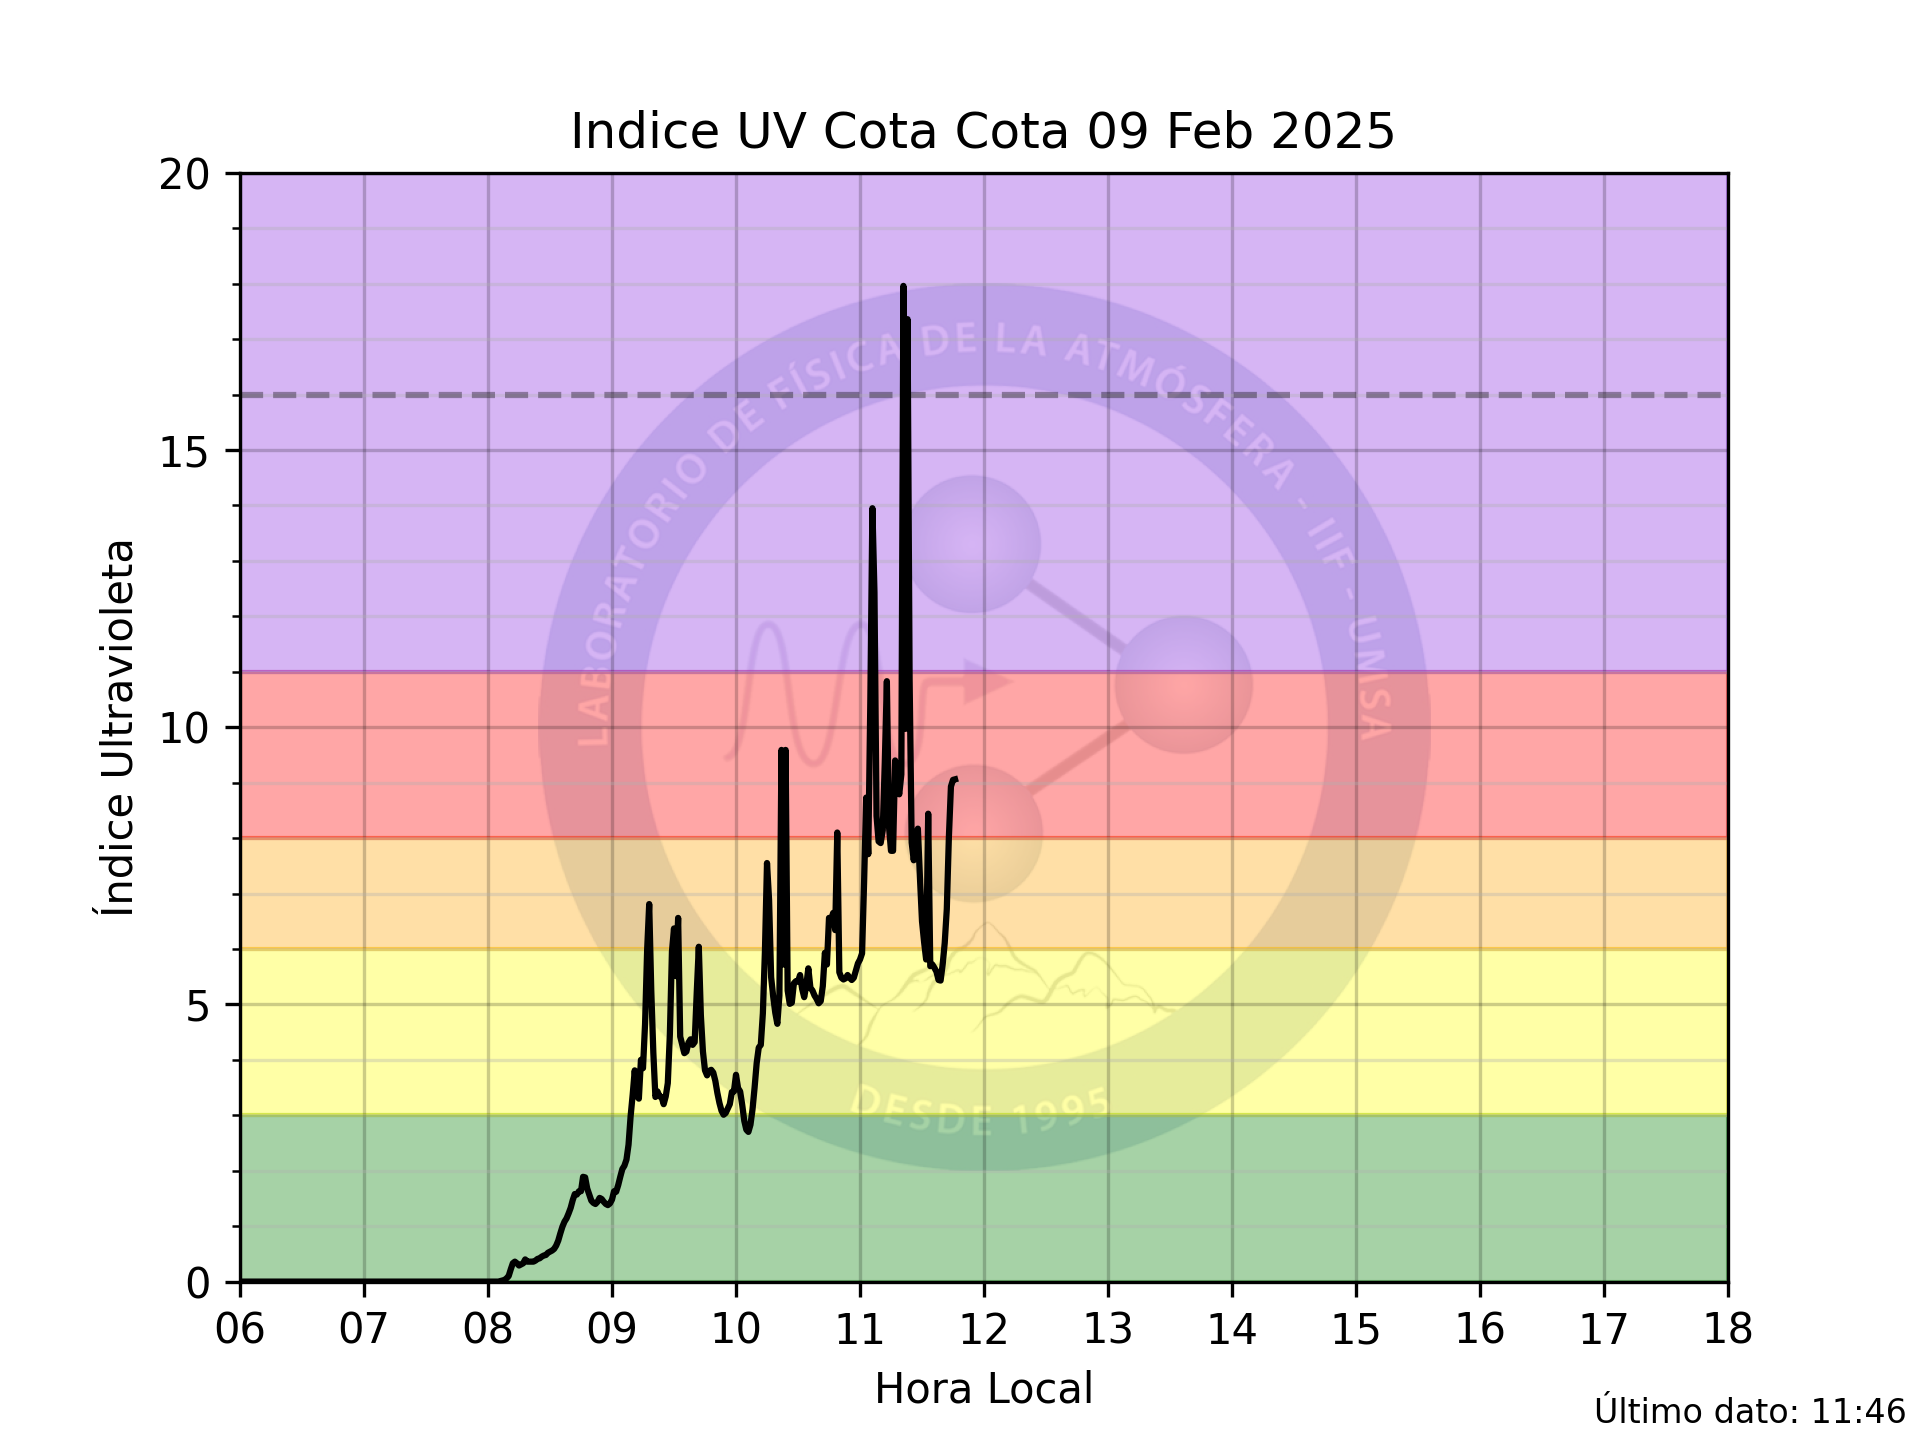 Indice UV Cota Cota 09 Feb 2025
20
15
10
5
0
Índice Ultravioleta
LABORATORIO DE FÍSICA DE LA ATMÓSFERA - IIF - UMSA
DESDE 1995
06 07 08 09 10 11 12 13 14 15 16 17 18
Hora Local
Último dato: 11:46